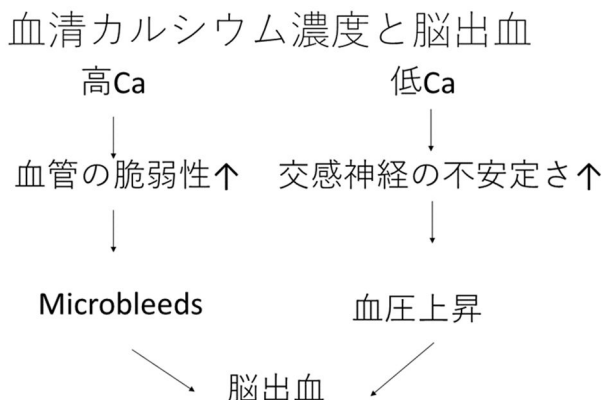 血清カルシウム濃度と脳出血
高Ca
低Ca
血管の脆弱性↑
交感神経の不安定さ↑
Microbleeds
血圧上昇
脳出血